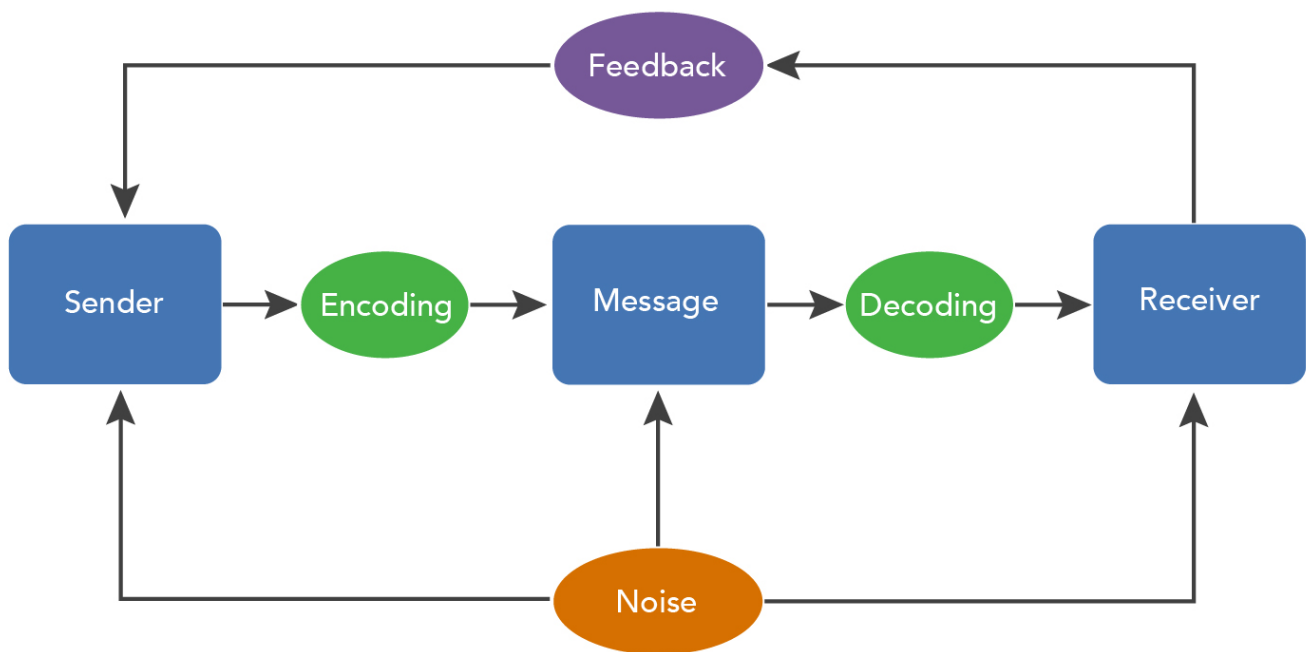 Feedback
Sender
Encoding
Message
Decoding
Receiver
Noise